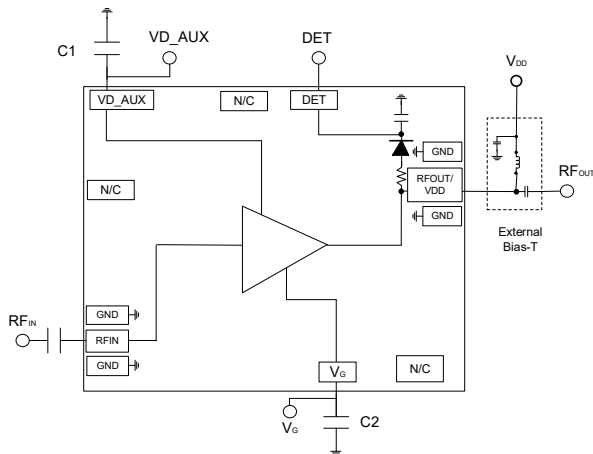 C1
VD_AUX
DET
VDD
VD_AUX
N/C
DET
GND
N/C
RFOUT/
VDD
RFOUT
GND
External
Bias-T
GND
RFIN
RFIN
GND
VG
N/C
VG
C2